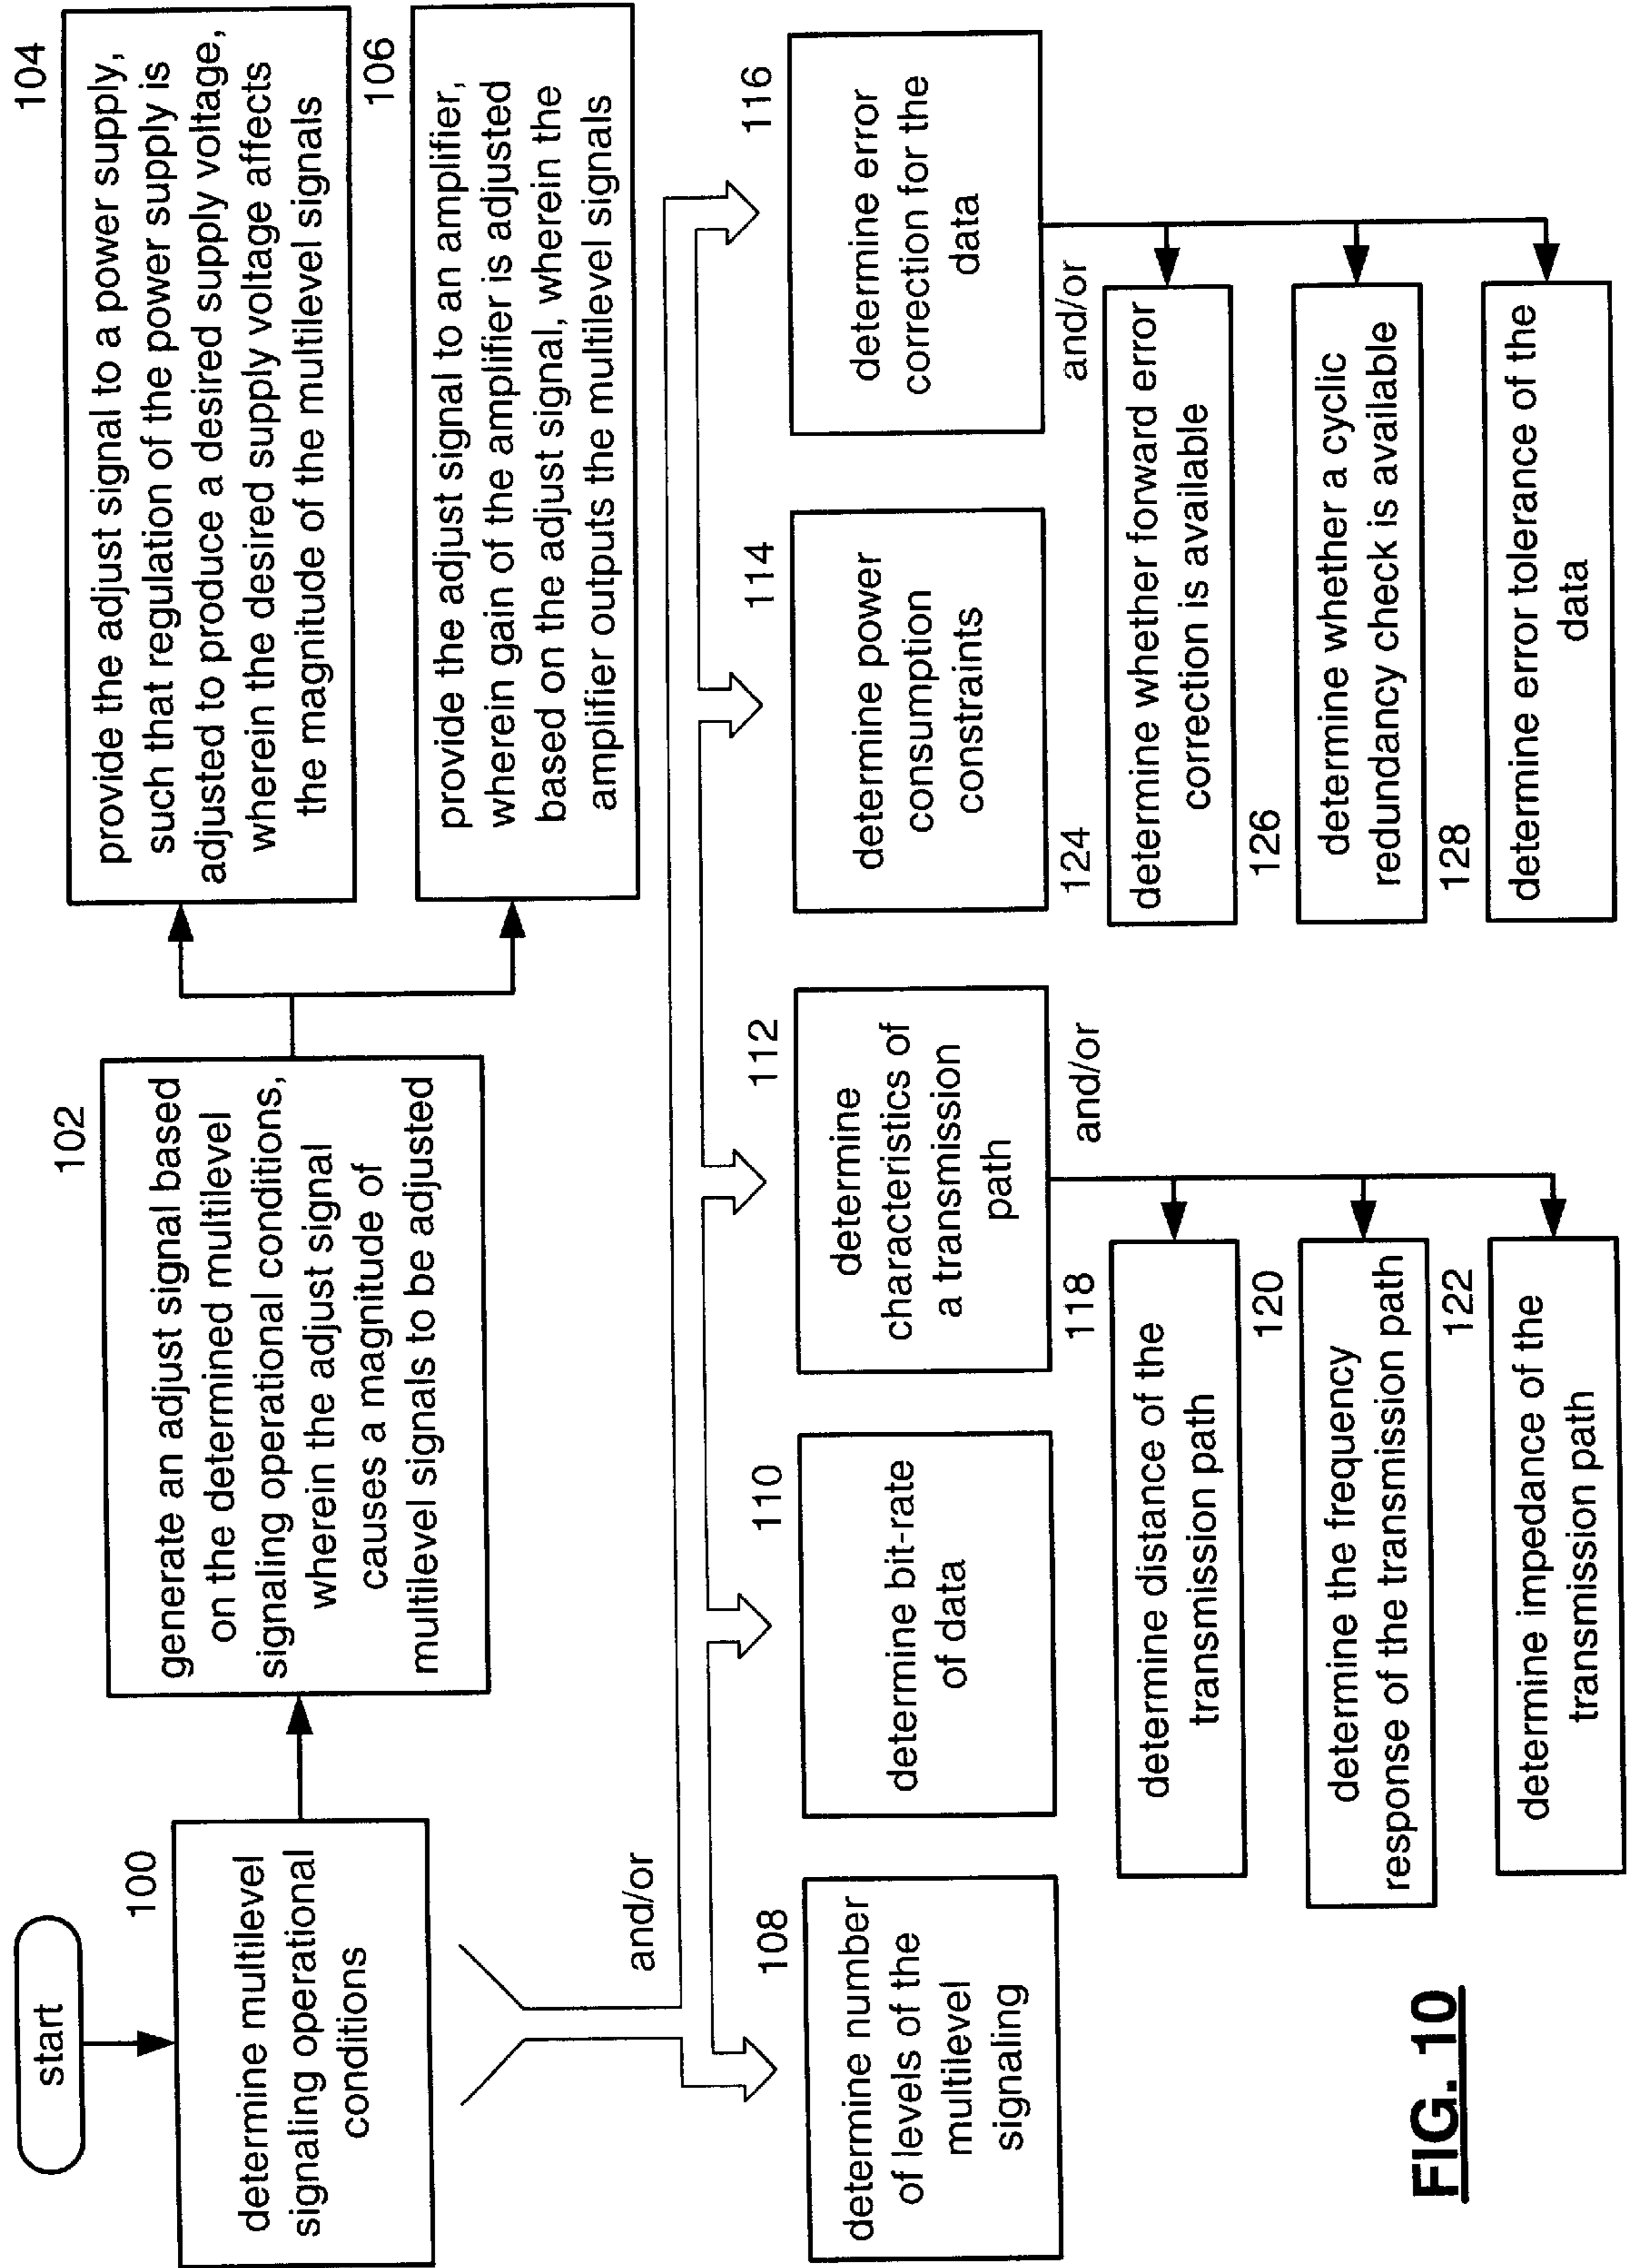 start
100
determine multilevel
signaling operational
conditions
102
generate an adjust signal based
on the determined multilevel
signaling operational conditions,
wherein the adjust signal
causes a magnitude of
multilevel signals to be adjusted
104
provide the adjust signal to a power supply,
such that regulation of the power supply is
adjusted to produce a desired supply voltage,
wherein the desired supply voltage affects
the magnitude of the multilevel signals
106
provide the adjust signal to an amplifier,
wherein gain of the amplifier is adjusted
based on the adjust signal, wherein the
amplifier outputs the multilevel signals
and/or
108
determine number
of levels of the
multilevel
signaling
110
determine bit-rate
of data
112
determine
characteristics of
a transmission
path
114
determine power
consumption
constraints
116
determine error
correction for the
data
and/or
118
determine distance of the
transmission path
120
determine the frequency
response of the transmission path
122
determine impedance of the
transmission path
and/or
124
determine whether forward error
correction is available
126
determine whether a cyclic
redundancy check is available
128
determine error tolerance of the
data
FIG. 10